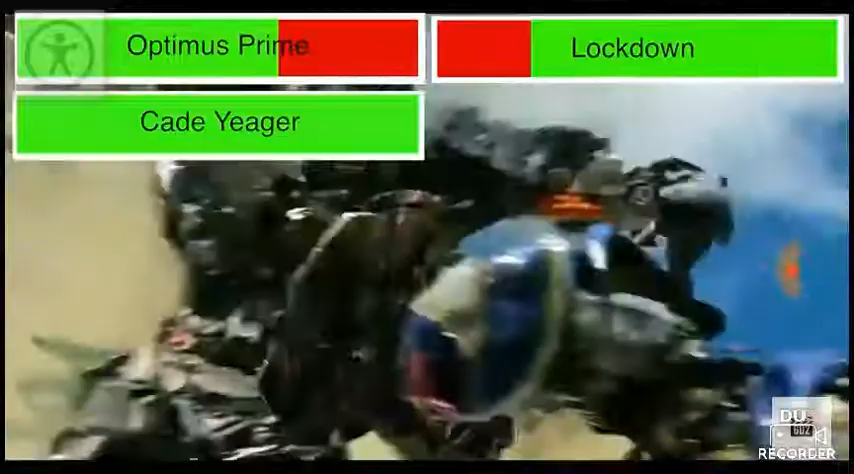 Optimus Prime
Lockdown
Cade Yeager
DU
RECORDER